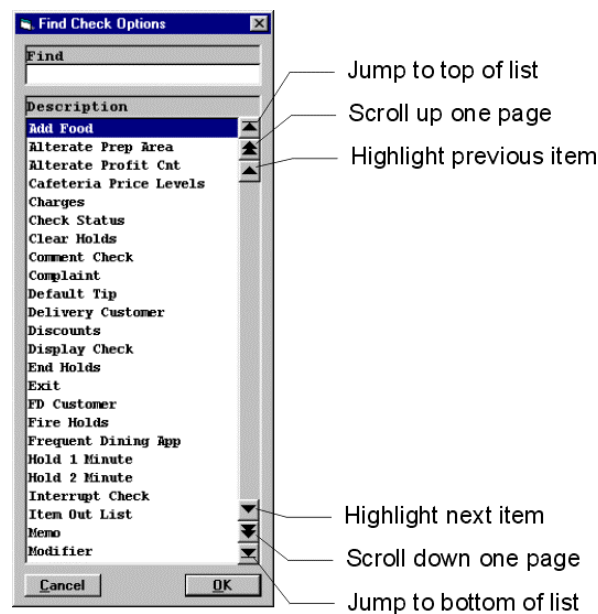 Find Check Options
Find
Description
Add Food
Alterate Prep Area
Alterate Profit Cnt
Cafeteria Price Levels
Charges
Check Status
Clear Holds
Comment Check
Complaint
Default Tip
Delivery Customer
Discounts
Display Check
End Holds
Exit
FD Customer
Fire Holds
Frequent Dining App
Hold 1 Minute
Hold 2 Minute
Interrupt Check
Item Out List
Memo
Modifier
Cancel
OK
Jump to top of list
Scroll up one page
Highlight previous item
Highlight next item
Scroll down one page
Jump to bottom of list